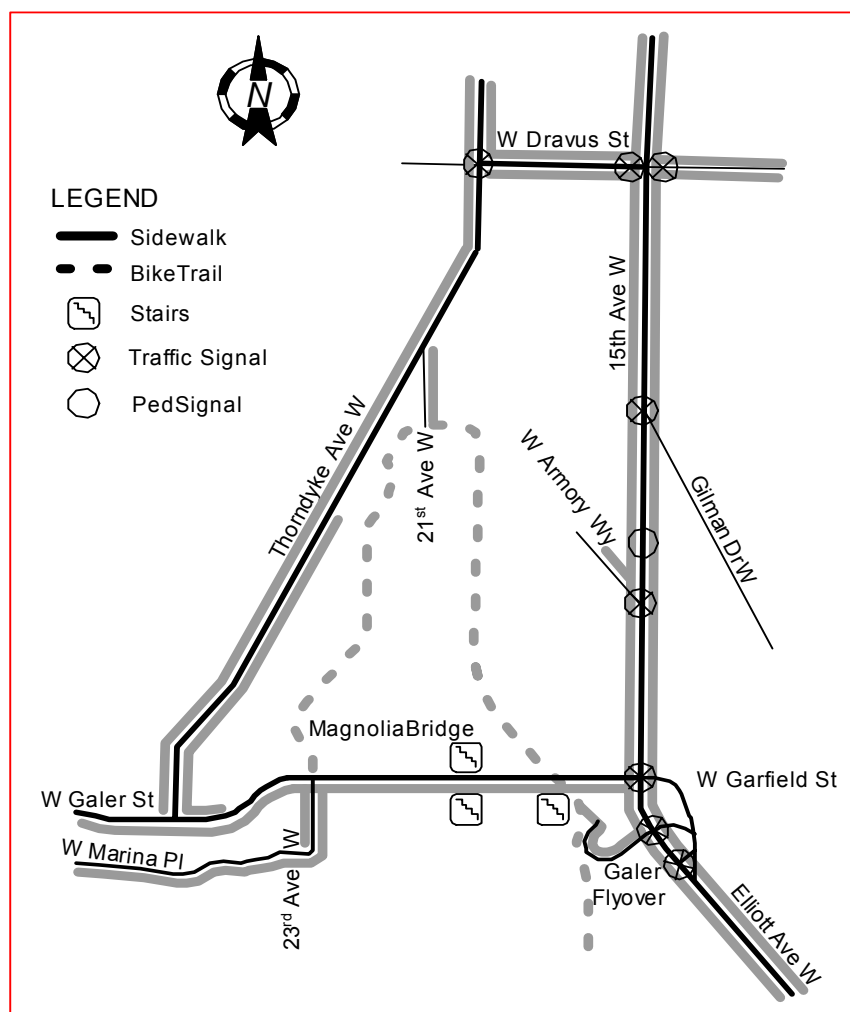 N
W Dravus St
LEGEND
Sidewalk
BikeTrail
Stairs
Traffic Signal
PedSignal
15th Ave W
Thorndyke Ave W
21st Ave W
W Armory Wy
Gilman Dr W
MagnoliaBridge
W Garfield St
W Galer St
W Marina Pl
23rd Ave W
Galer
Flyover
Elliott Ave W